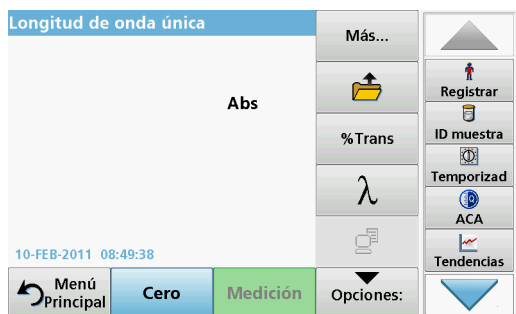 Longitud de onda única
Más...
Abs
%Trans
λ
10-FEB-2011 08:49:38
Menú
Principal
Cero
Medición
Opciones:
Registrar
ID muestra
Temporizad
ACA
Tendencias